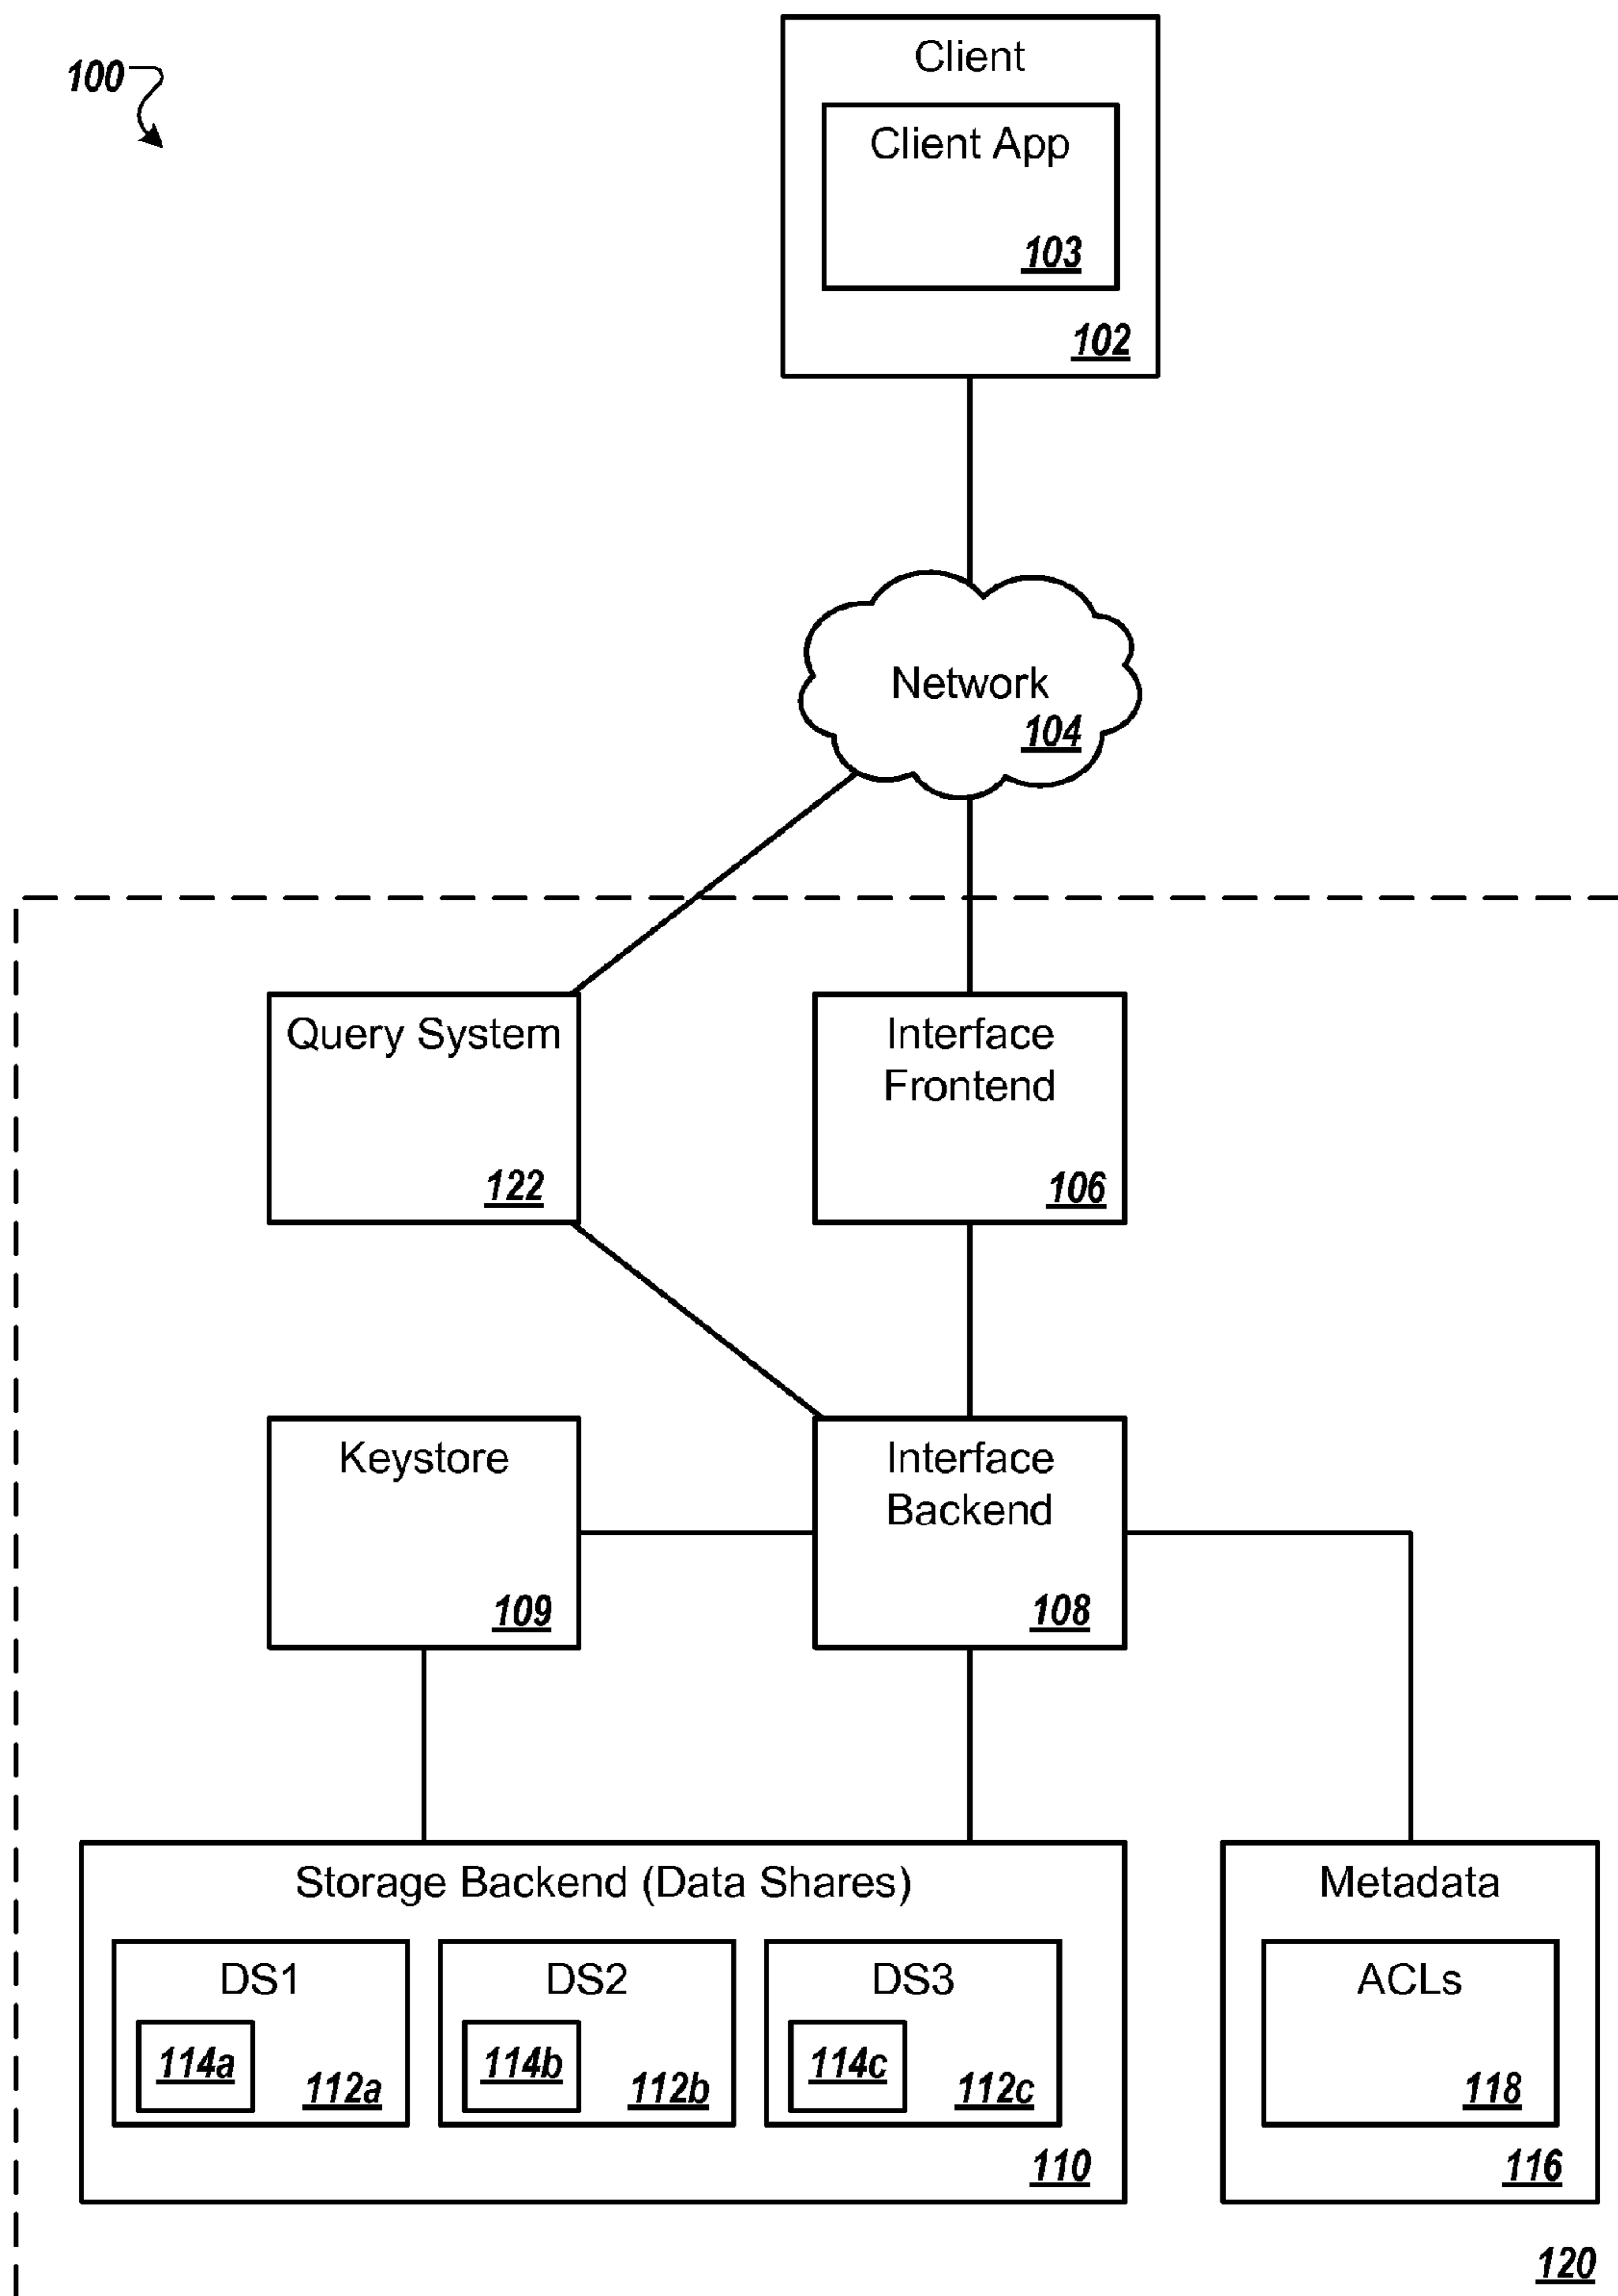 100
Client
Client App
103
102
Network
104
Query System
122
Interface
Frontend
106
Keystore
109
Interface
Backend
108
Storage Backend (Data Shares)
DS1
114a
112a
DS2
114b
112b
DS3
114c
112c
110
Metadata
ACLs
118
116
120